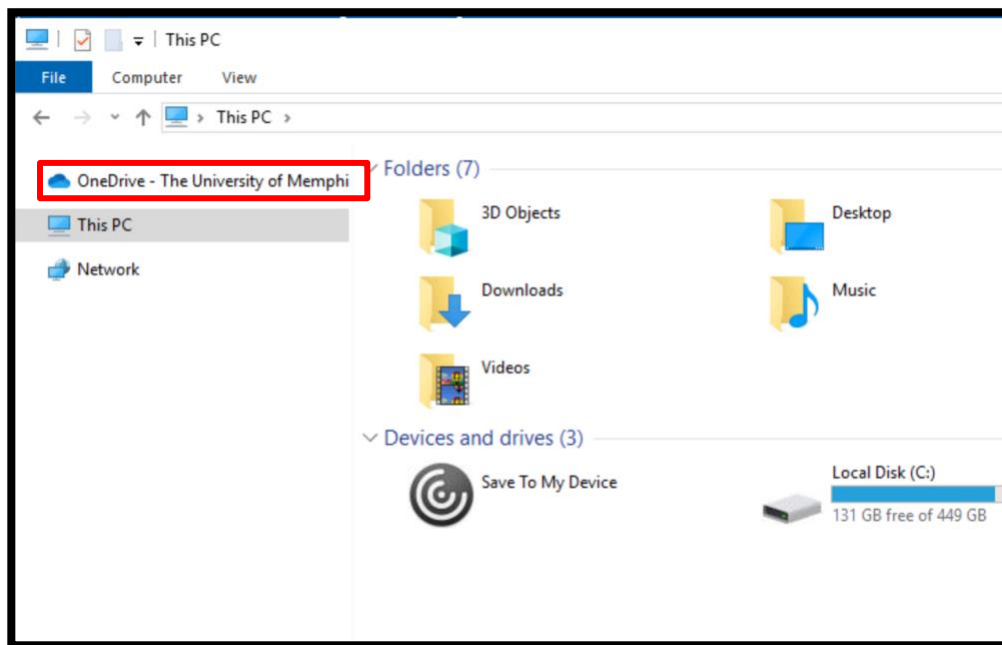 This PC
File Computer View
This PC
OneDrive - The University of Memphi
This PC
Network
Folders (7)
3D Objects
Desktop
Downloads
Music
Videos
Devices and drives (3)
Save To My Device
Local Disk (C:)
131 GB free of 449 GB